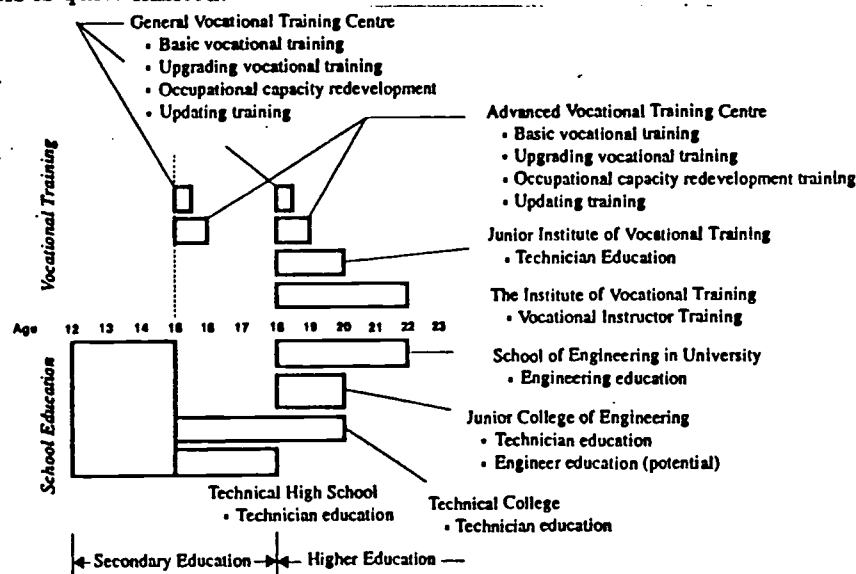 General Vocational Training Centre
▪ Basic vocational training
▪ Upgrading vocational training
▪ Occupational capacity redevelopment
▪ Updating training
Advanced Vocational Training Centre
▪ Basic vocational training
▪ Upgrading vocational training
▪ Occupational capacity redevelopment training
▪ Updating training
Vocational Training
Junior Institute of Vocational Training
▪ Technician Education
The Institute of Vocational Training
▪ Vocational Instructor Training
Age 12 13 14 15 16 17 18 19 20 21 22 23
School Education
School of Engineering in University
▪ Engineering education
Junior College of Engineering
▪ Technician education
▪ Engineer education (potential)
Technical High School
▪ Technician education
Technical College
▪ Technician education
Secondary Education
Higher Education